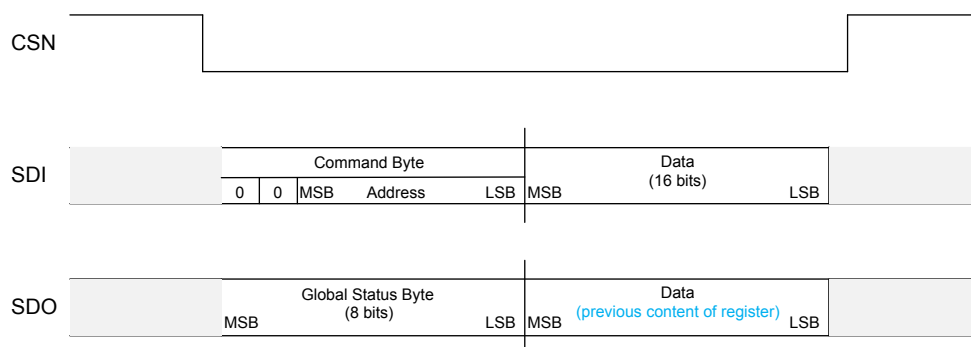 CSN
SDI
Command Byte
0 0 MSB Address LSB
Data
(16 bits)
MSB LSB
SDO
Global Status Byte
(8 bits)
MSB LSB
Data
(previous content of register)
MSB LSB